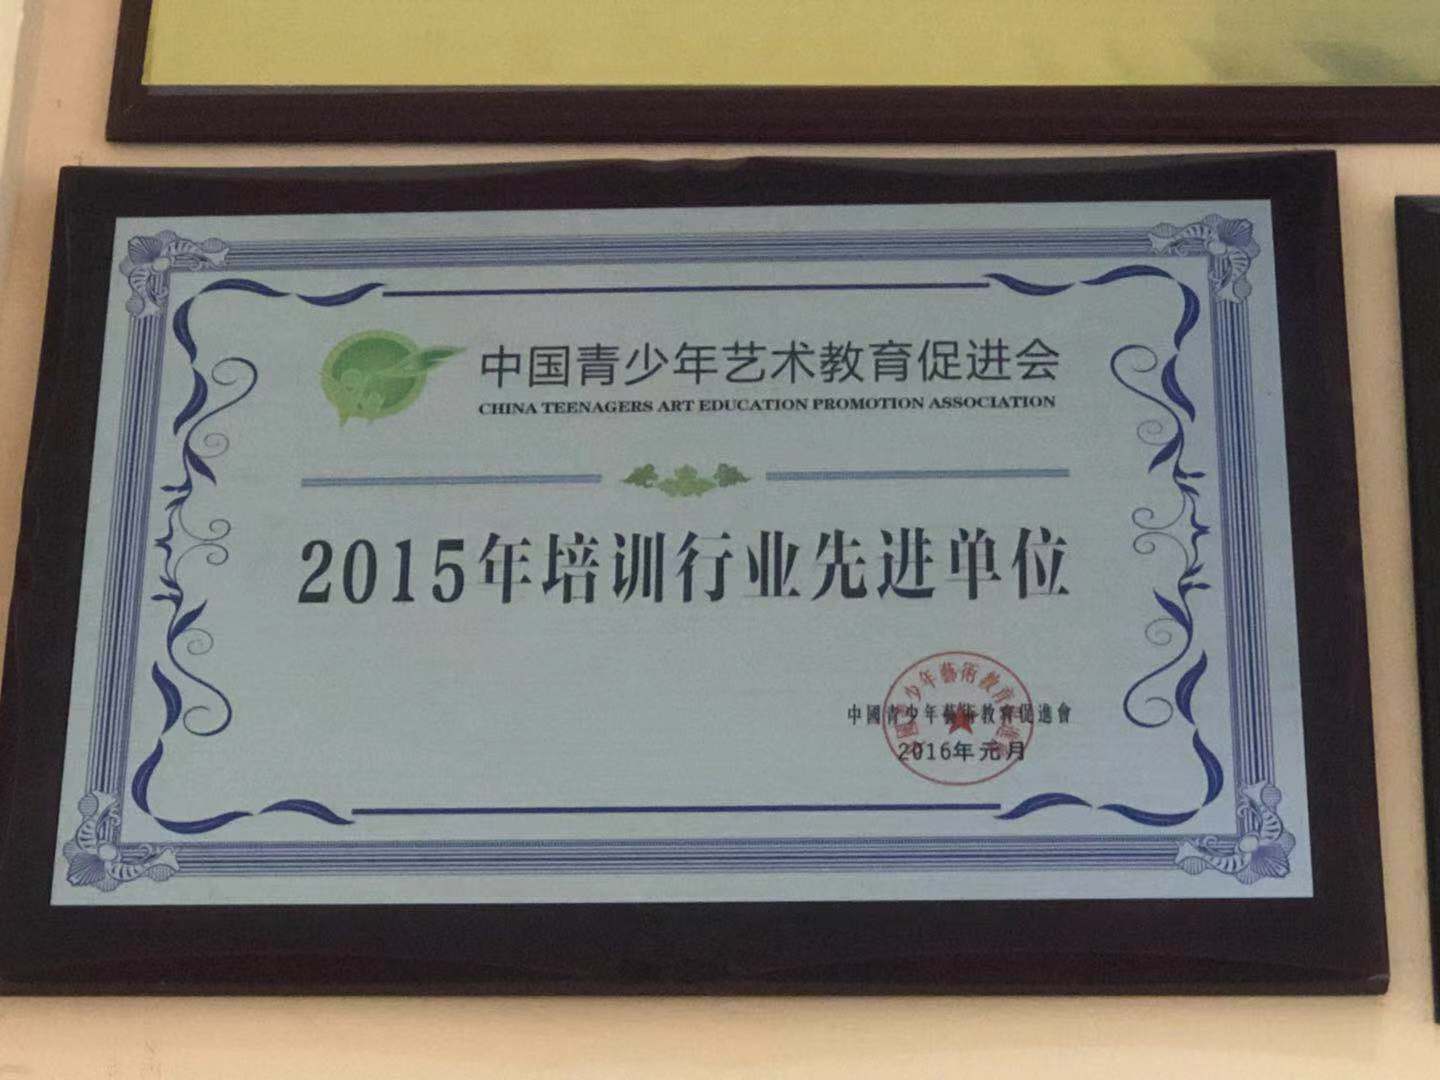 中国青少年艺术教育促进会
CHINA TEENAGERS ART EDUCATION PROMOTION ASSOCIATION
2015年培训行业先进单位
中國青少年藝術教育促進會
2016年元月